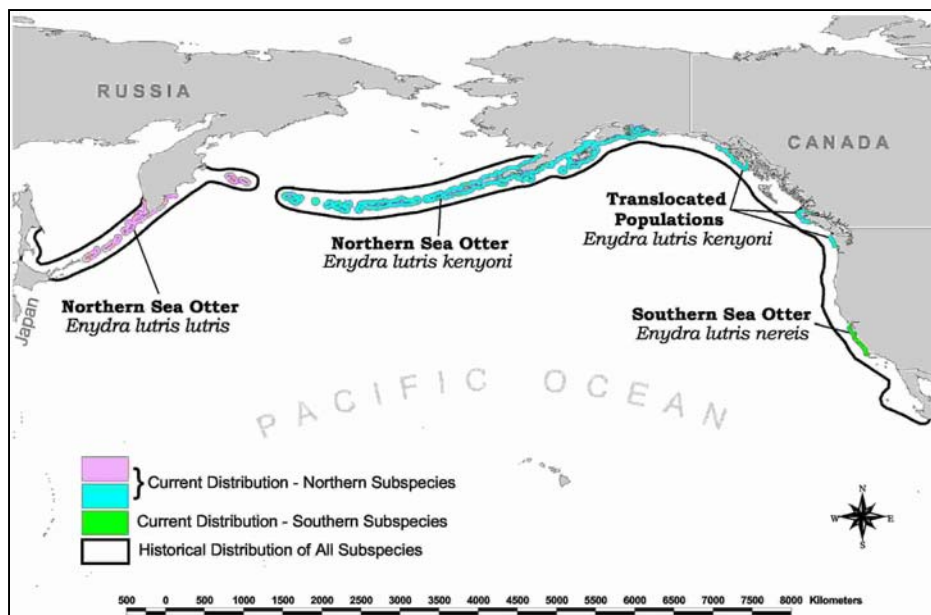 RUSSIA
CANADA
Translocated
Populations
Enydra lutris kenyoni
Northern Sea Otter
Enydra lutris kenyoni
Northern Sea Otter
Enydra lutris lutris
Japan
Southern Sea Otter
Enydra lutris nereis
PACIFIC OCEAN
Current Distribution - Northern Subspecies
Current Distribution - Southern Subspecies
Historical Distribution of All Subspecies
N
W E
S
500 0 500 1000 1500 2000 2500 3000 3500 4000 4500 5000 5500 6000 6500 7000 7500 8000 Kilometers